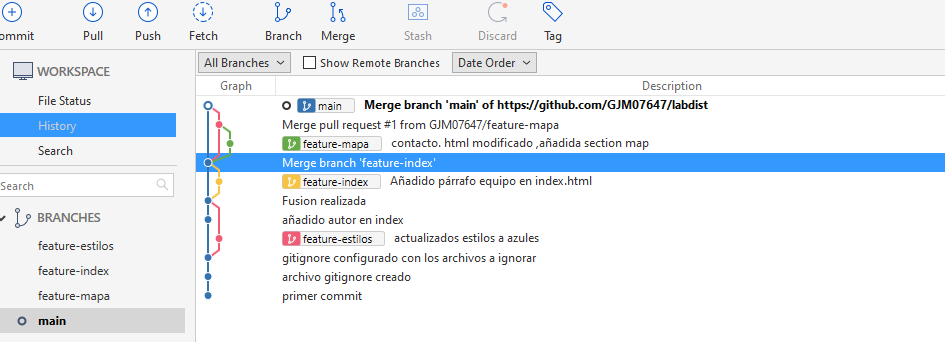 ommit Pull Push Fetch Branch Merge Stash Discard Tag
WORKSPACE
File Status
History
Search
Search
BRANCHES
feature-estilos
feature-index
feature-mapa
main
All Branches Show Remote Branches Date Order
Graph Description
main Merge branch 'main' of https://github.com/GJM07647/labdist
Merge pull request #1 from GJM07647/feature-mapa
feature-mapa contacto. html modificado ,añadida section map
Merge branch 'feature-index'
feature-index Añadido párrafo equipo en index.html
Fusion realizada
añadido autor en index
feature-estilos actualizados estilos a azules
gitignore configurado con los archivos a ignorar
archivo gitignore creado
primer commit